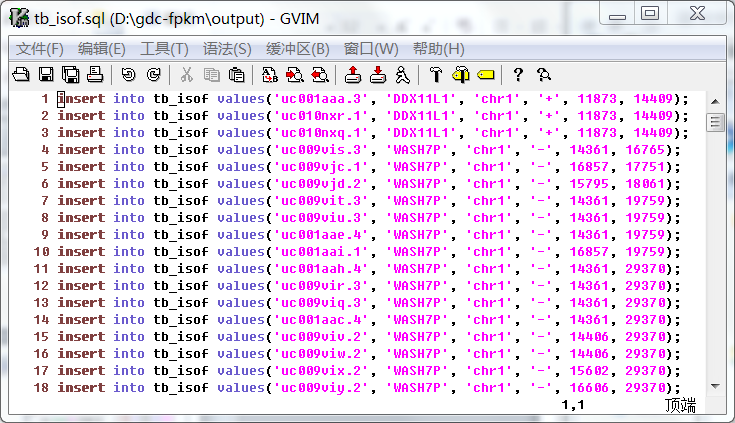 tb_isof.sql (D:\gdc-fpkm\output) - GVIM
文件(F) 编辑(E) 工具(T) 语法(S) 缓冲区(B) 窗口(W) 帮助(H)
1 insert into tb_isof values('uc001aaa.3', 'DDX11L1', 'chr1', '+', 11873, 14409);
2 insert into tb_isof values('uc010nxr.1', 'DDX11L1', 'chr1', '+', 11873, 14409);
3 insert into tb_isof values('uc010nxq.1', 'DDX11L1', 'chr1', '+', 11873, 14409);
4 insert into tb_isof values('uc009vis.3', 'WASH7P', 'chr1', '-', 14361, 16765);
5 insert into tb_isof values('uc009vjc.1', 'WASH7P', 'chr1', '-', 16857, 17751);
6 insert into tb_isof values('uc009vjd.2', 'WASH7P', 'chr1', '-', 15795, 18061);
7 insert into tb_isof values('uc009vit.3', 'WASH7P', 'chr1', '-', 14361, 19759);
8 insert into tb_isof values('uc009viu.3', 'WASH7P', 'chr1', '-', 14361, 19759);
9 insert into tb_isof values('uc001aae.4', 'WASH7P', 'chr1', '-', 14361, 19759);
10 insert into tb_isof values('uc001aai.1', 'WASH7P', 'chr1', '-', 16857, 19759);
11 insert into tb_isof values('uc001aah.4', 'WASH7P', 'chr1', '-', 14361, 29370);
12 insert into tb_isof values('uc009vir.3', 'WASH7P', 'chr1', '-', 14361, 29370);
13 insert into tb_isof values('uc009viq.3', 'WASH7P', 'chr1', '-', 14361, 29370);
14 insert into tb_isof values('uc001aac.4', 'WASH7P', 'chr1', '-', 14361, 29370);
15 insert into tb_isof values('uc009viv.2', 'WASH7P', 'chr1', '-', 14406, 29370);
16 insert into tb_isof values('uc009viw.2', 'WASH7P', 'chr1', '-', 14406, 29370);
17 insert into tb_isof values('uc009vix.2', 'WASH7P', 'chr1', '-', 15602, 29370);
18 insert into tb_isof values('uc009viy.2', 'WASH7P', 'chr1', '-', 16606, 29370);
1,1 顶端